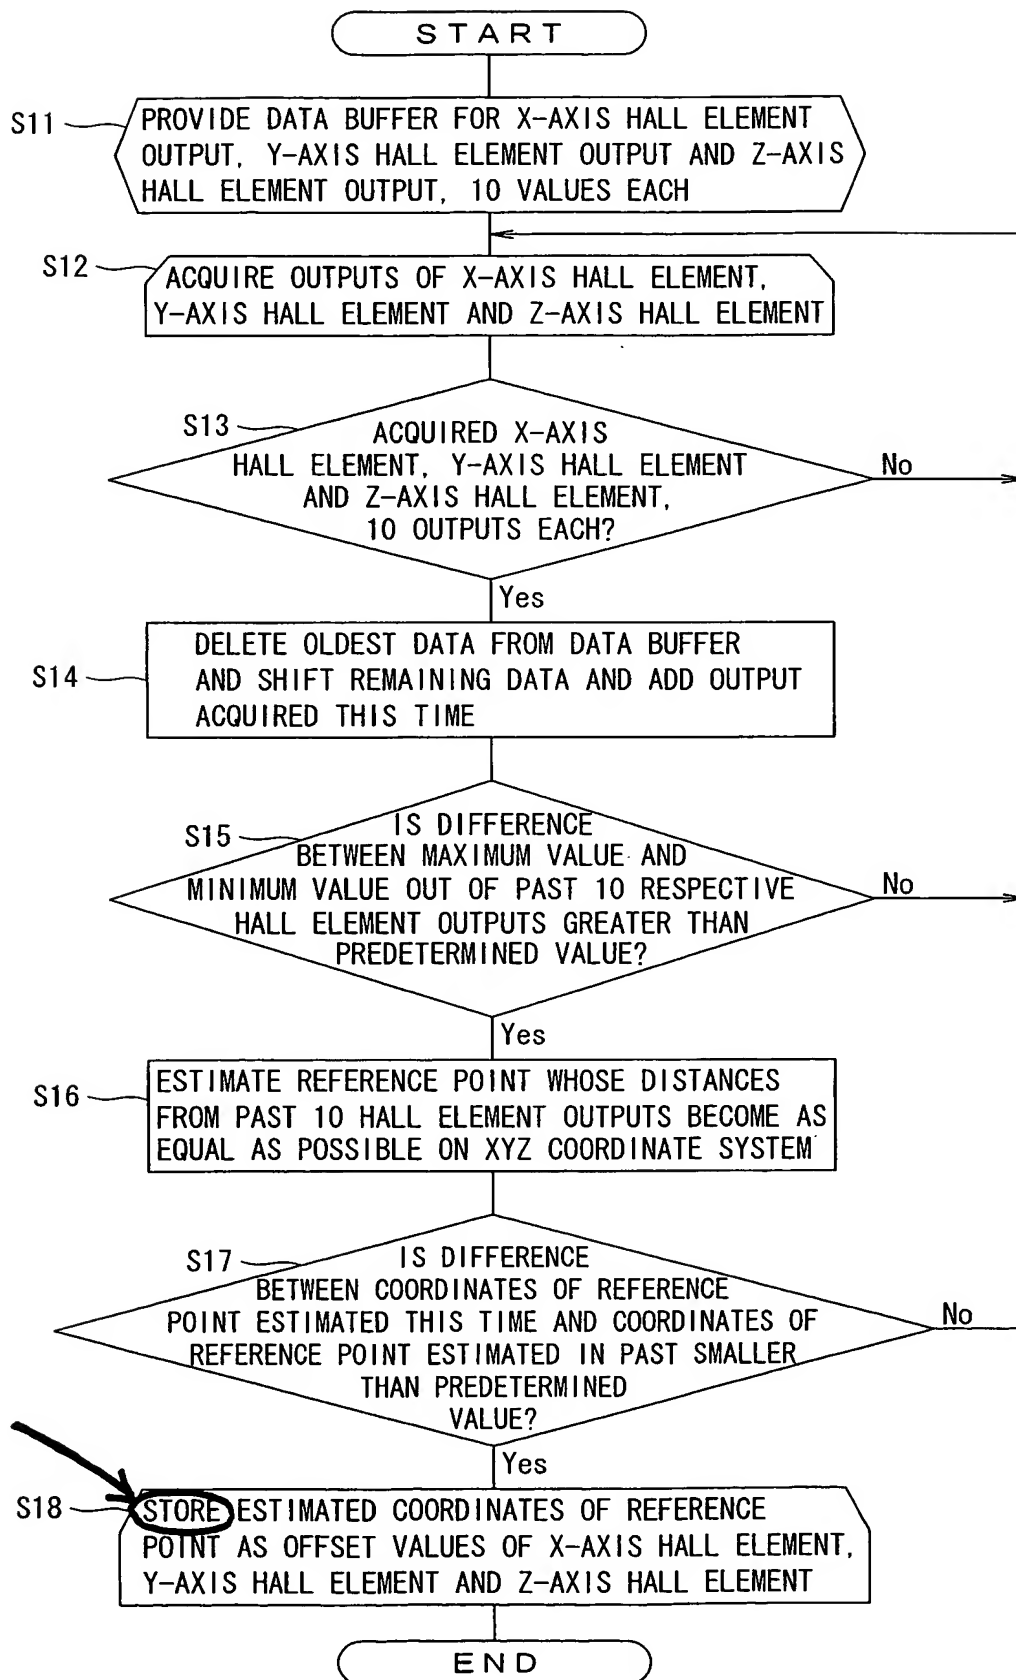 START
S11
PROVIDE DATA BUFFER FOR X-AXIS HALL ELEMENT
OUTPUT, Y-AXIS HALL ELEMENT OUTPUT AND Z-AXIS
HALL ELEMENT OUTPUT, 10 VALUES EACH
S12
ACQUIRE OUTPUTS OF X-AXIS HALL ELEMENT,
Y-AXIS HALL ELEMENT AND Z-AXIS HALL ELEMENT
S13
ACQUIRED X-AXIS
HALL ELEMENT, Y-AXIS HALL ELEMENT
AND Z-AXIS HALL ELEMENT,
10 OUTPUTS EACH?
No
Yes
S14
DELETE OLDEST DATA FROM DATA BUFFER
AND SHIFT REMAINING DATA AND ADD OUTPUT
ACQUIRED THIS TIME
S15
IS DIFFERENCE
BETWEEN MAXIMUM VALUE AND
MINIMUM VALUE OUT OF PAST 10 RESPECTIVE
HALL ELEMENT OUTPUTS GREATER THAN
PREDETERMINED VALUE?
No
Yes
S16
ESTIMATE REFERENCE POINT WHOSE DISTANCES
FROM PAST 10 HALL ELEMENT OUTPUTS BECOME AS
EQUAL AS POSSIBLE ON XYZ COORDINATE SYSTEM
S17
IS DIFFERENCE
BETWEEN COORDINATES OF REFERENCE
POINT ESTIMATED THIS TIME AND COORDINATES OF
REFERENCE POINT ESTIMATED IN PAST SMALLER
THAN PREDETERMINED
VALUE?
No
Yes
S18
STORE ESTIMATED COORDINATES OF REFERENCE
POINT AS OFFSET VALUES OF X-AXIS HALL ELEMENT,
Y-AXIS HALL ELEMENT AND Z-AXIS HALL ELEMENT
END